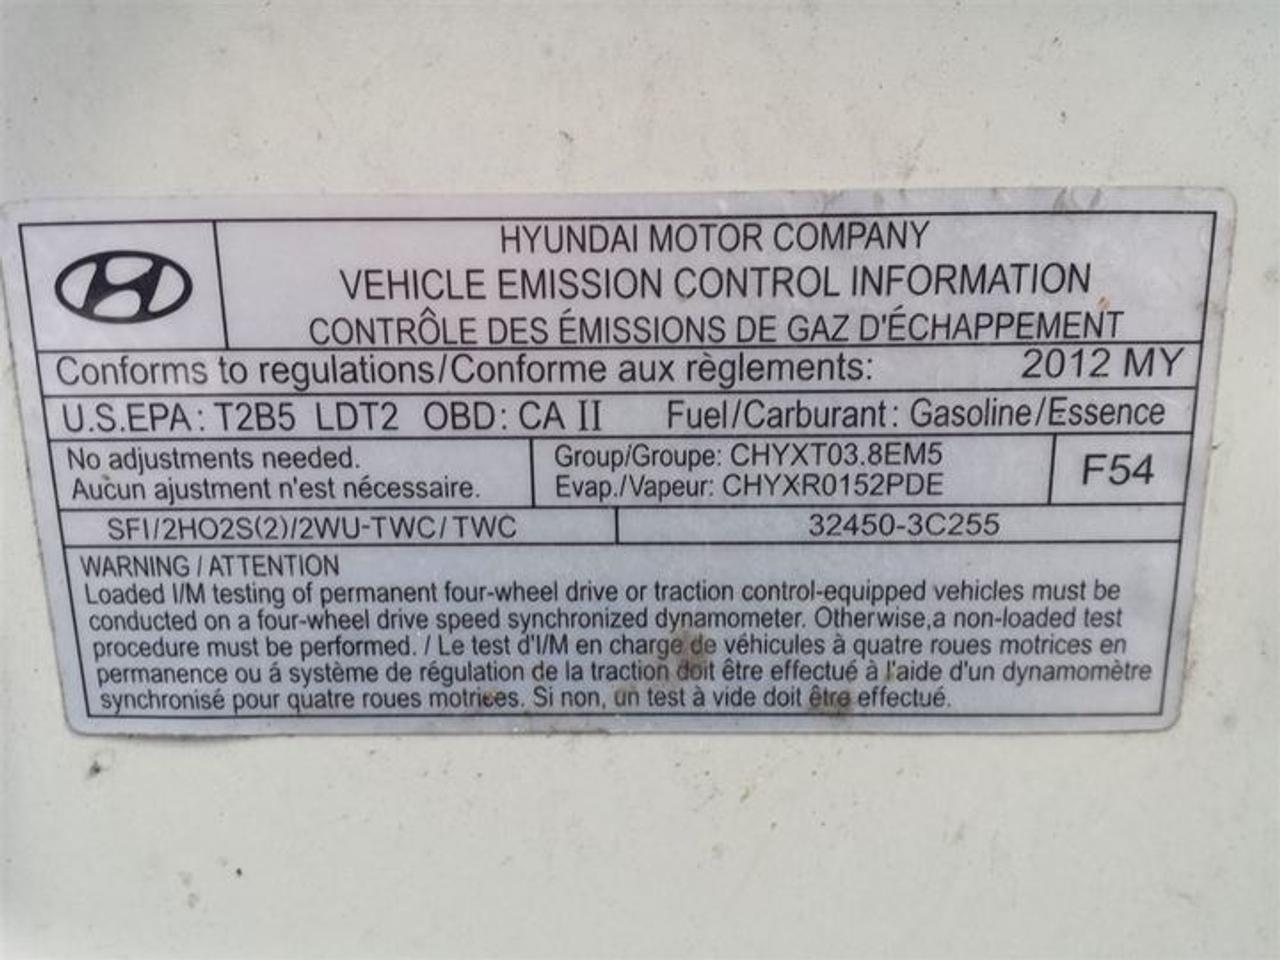 HYUNDAI MOTOR COMPANY
VEHICLE EMISSION CONTROL INFORMATION
CONTRÔLE DES ÉMISSIONS DE GAZ D'ÉCHAPPEMENT
Conforms to regulations/Conforme aux règlements: 2012 MY
U.S.EPA: T2B5 LDT2 OBD: CA II Fuel/Carburant: Gasoline/Essence
No adjustments needed.
Aucun ajustment n'est nécessaire.
Group/Groupe: CHYXT03.8EM5
Evap./Vapeur: CHYXR0152PDE
F54
SFI/2HO2S(2)/2WU-TWC/TWC
32450-3C255
WARNING / ATTENTION
Loaded I/M testing of permanent four-wheel drive or traction control-equipped vehicles must be
conducted on a four-wheel drive speed synchronized dynamometer. Otherwise,a non-loaded test
procedure must be performed. / Le test d'I/M en charge de véhicules à quatre roues motrices en
permanence ou á système de régulation de la traction doit être effectué à l'aide d'un dynamomètre
synchronisé pour quatre roues motrices. Si non, un test à vide doit être effectué.